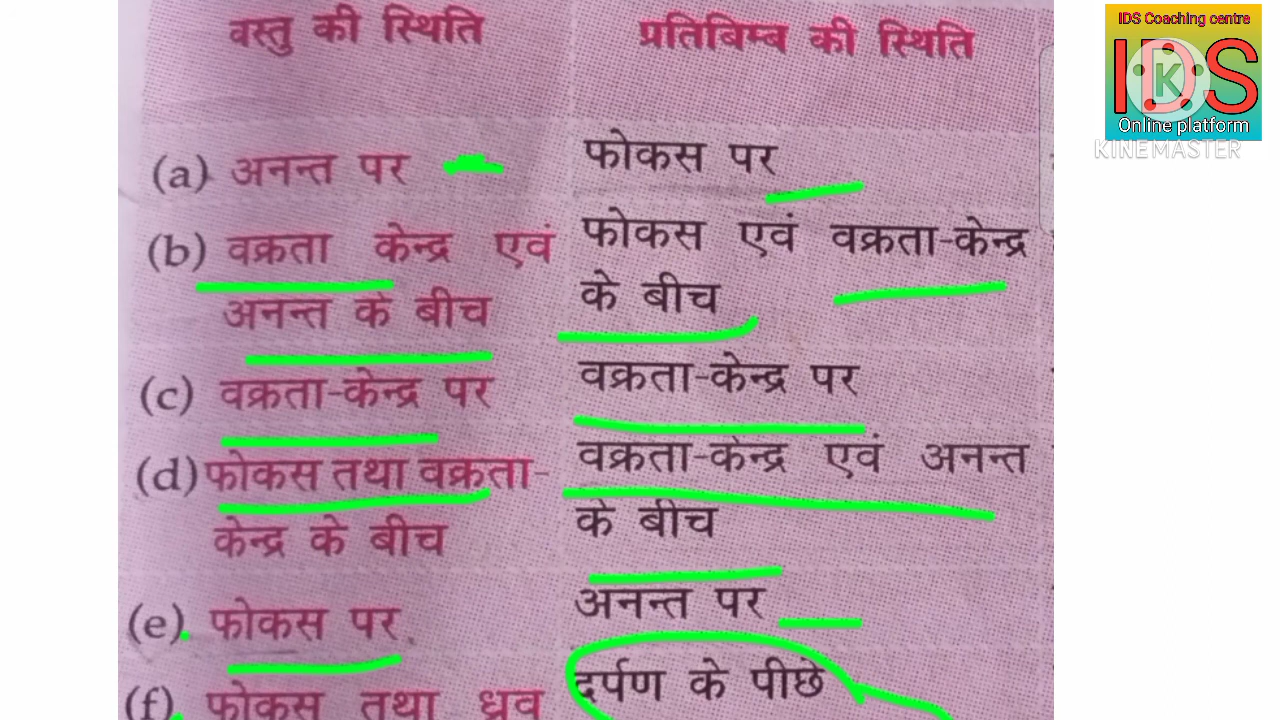 वस्तु की स्थिति प्रतिबिम्ब की स्थिति
(a) अनन्त पर फोकस पर
(b) वक्रता केन्द्र एवं फोकस एवं वक्रता-केन्द्र
अनन्त के बीच के बीच
(c) वक्रता-केन्द्र पर वक्रता-केन्द्र पर
(d) फोकस तथा वक्रता- वक्रता-केन्द्र एवं अनन्त
केन्द्र के बीच के बीच
(e) फोकस पर अनन्त पर
(f) फोकस तथा ध्रुव दर्पण के पीछे
IDS Coaching centre
IDS
K
Online platform
KINEMASTER